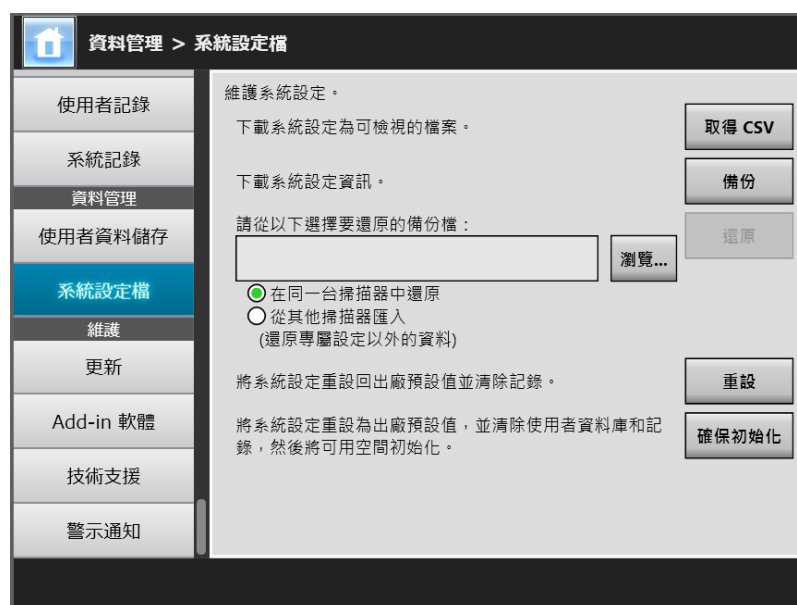 資料管理 > 系統設定檔
使用者記錄
系統記錄
資料管理
使用者資料儲存
系統設定檔
維護
更新
Add-in 軟體
技術支援
警示通知
維護系統設定。
下載系統設定為可檢視的檔案。
取得 CSV
下載系統設定資訊。
備份
請從以下選擇要還原的備份檔：
還原
瀏覽...
在同一台掃描器中還原
從其他掃描器匯入
(還原專屬設定以外的資料)
將系統設定重設回出廠預設值並清除記錄。
重設
將系統設定重設為出廠預設值，並清除使用者資料庫和記
錄，然後將可用空間初始化。
確保初始化